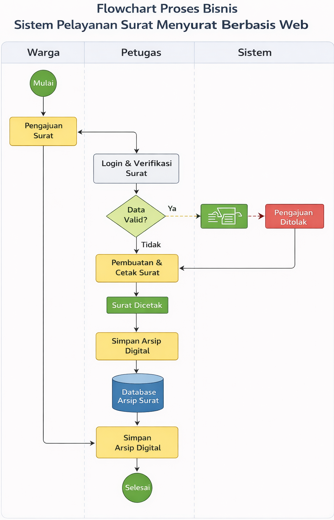 Flowchart Proses Bisnis
Sistem Pelayanan Surat Menyurat Berbasis Web
Warga
Petugas
Sistem
Mulai
Pengajuan
Surat
Login & Verifikasi
Surat
Data
Valid?
Ya
Pengajuan
Ditolak
Tidak
Pembuatan &
Cetak Surat
Surat Dicetak
Simpan Arsip
Digital
Database
Arsip Surat
Simpan
Arsip Digital
Selesai